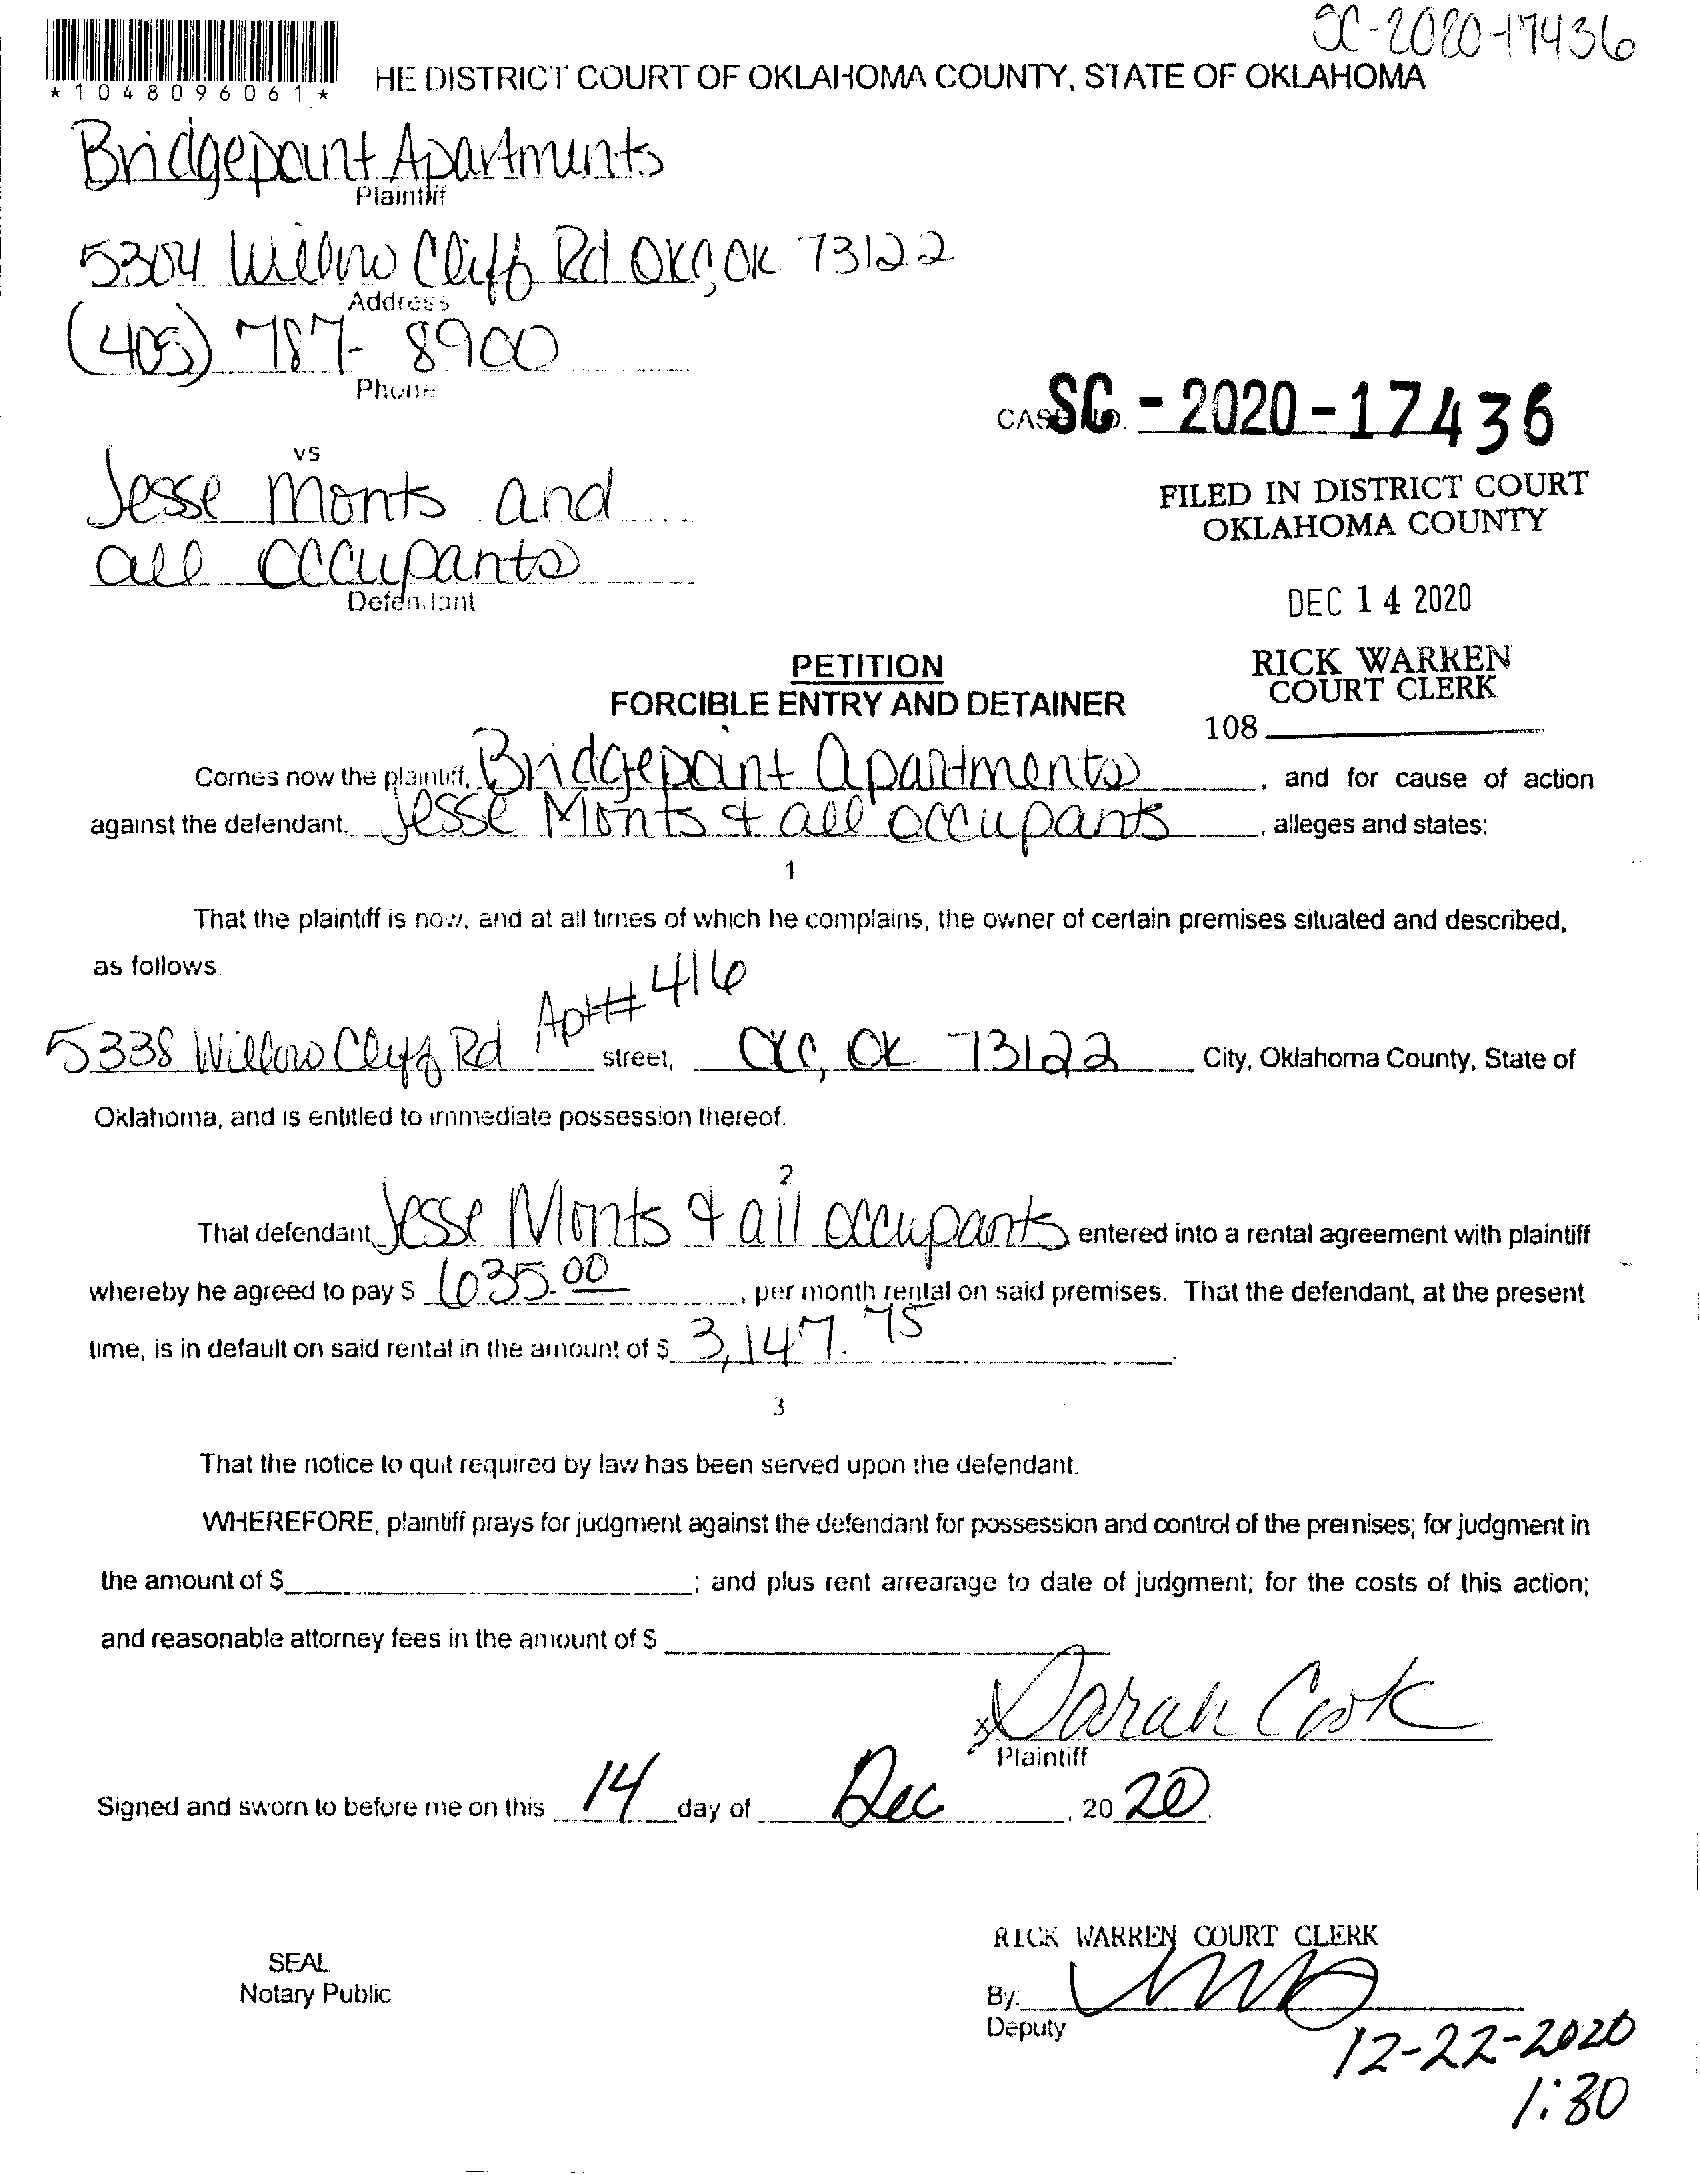 SC-2020-17436
*1048096061*
HE DISTRICT COURT OF OKLAHOMA COUNTY, STATE OF OKLAHOMA
Bridgepoint Apartments
Plaintiff
5304 Willow Cliff Rd OKC, OK 73122
Address
(405) 787-8900
Phone
CASE NO. SC-2020-17436
vs
Jesse Monts and
all occupants
Defendant
FILED IN DISTRICT COURT
OKLAHOMA COUNTY
DEC 14 2020
RICK WARREN
COURT CLERK
108
PETITION
FORCIBLE ENTRY AND DETAINER
Comes now the plaintiff, Bridgepoint Apartments, and for cause of action
against the defendant, Jesse Monts & all occupants, alleges and states:
1
That the plaintiff is now, and at all times of which he complains, the owner of certain premises situated and described,
as follows.
5338 Willow Cliff Rd Apt# 416 street, OKC, OK 73122 City, Oklahoma County, State of
Oklahoma, and is entitled to immediate possession thereof.
2
That defendant, Jesse Monts & all occupants entered into a rental agreement with plaintiff
whereby he agreed to pay $ 635.00, per month rental on said premises. That the defendant, at the present
time, is in default on said rental in the amount of $ 3,147.75
3
That the notice to quit required by law has been served upon the defendant.
WHEREFORE, plaintiff prays for judgment against the defendant for possession and control of the premises; for judgment in
the amount of $ ; and plus rent arrearage to date of judgment; for the costs of this action;
and reasonable attorney fees in the amount of $
Sarah Cook
Plaintiff
Signed and sworn to before me on this 14 day of Dec, 2020.
RICK WARREN COURT CLERK
SEAL
Notary Public
By:
Deputy
12-22-2020
1:30